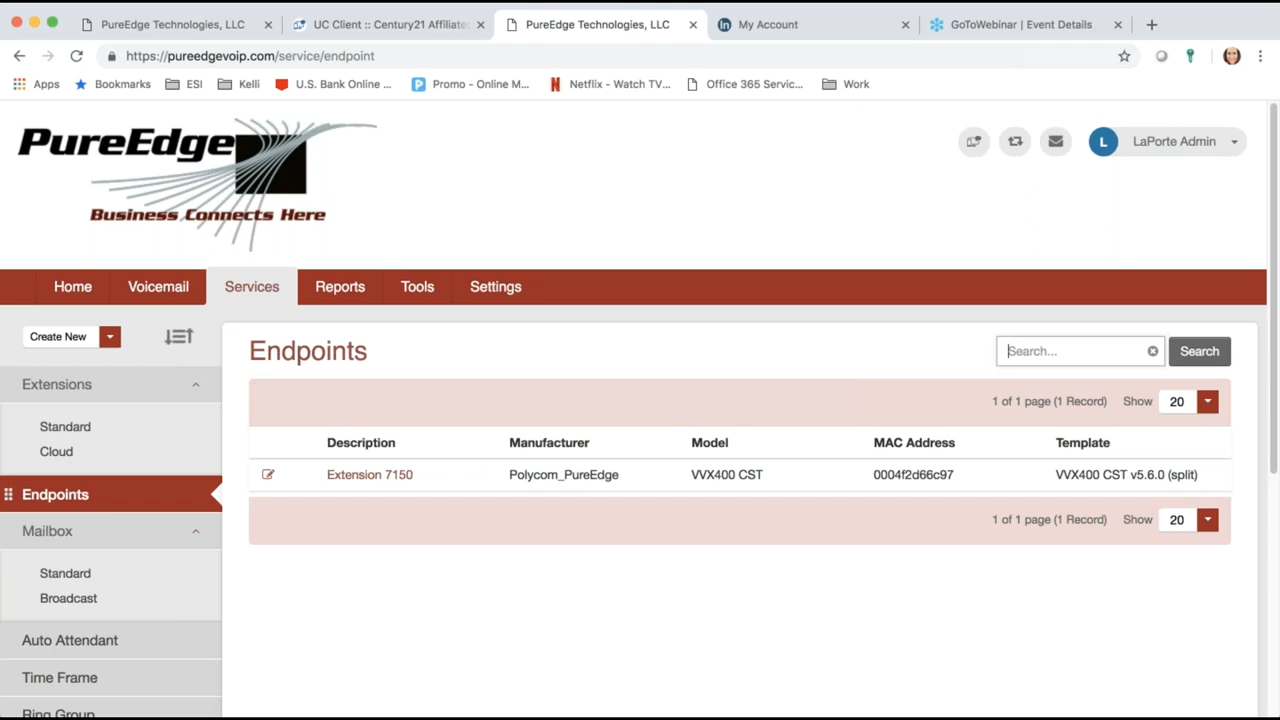 PureEdge Technologies, LLC
UC Client :: Century21 Affiliate
PureEdge Technologies, LLC
in My Account
GoToWebinar | Event Details
https://pureedgevoip.com/service/endpoint
Apps
Bookmarks
ESI
Kelli
U.S. Bank Online ...
P Promo - Online M...
N Netflix - Watch TV...
Office 365 Servic...
Work
PureEdge
Business Connects Here
L LaPorte Admin
Home
Voicemail
Services
Reports
Tools
Settings
Create New
Extensions
Standard
Cloud
Endpoints
Mailbox
Standard
Broadcast
Auto Attendant
Time Frame
Ring Group
Endpoints
Search...
Search
1 of 1 page (1 Record) Show 20
Description Manufacturer Model MAC Address Template
Extension 7150 Polycom_PureEdge VVX400 CST 0004f2d66c97 VVX400 CST v5.6.0 (split)
1 of 1 page (1 Record) Show 20